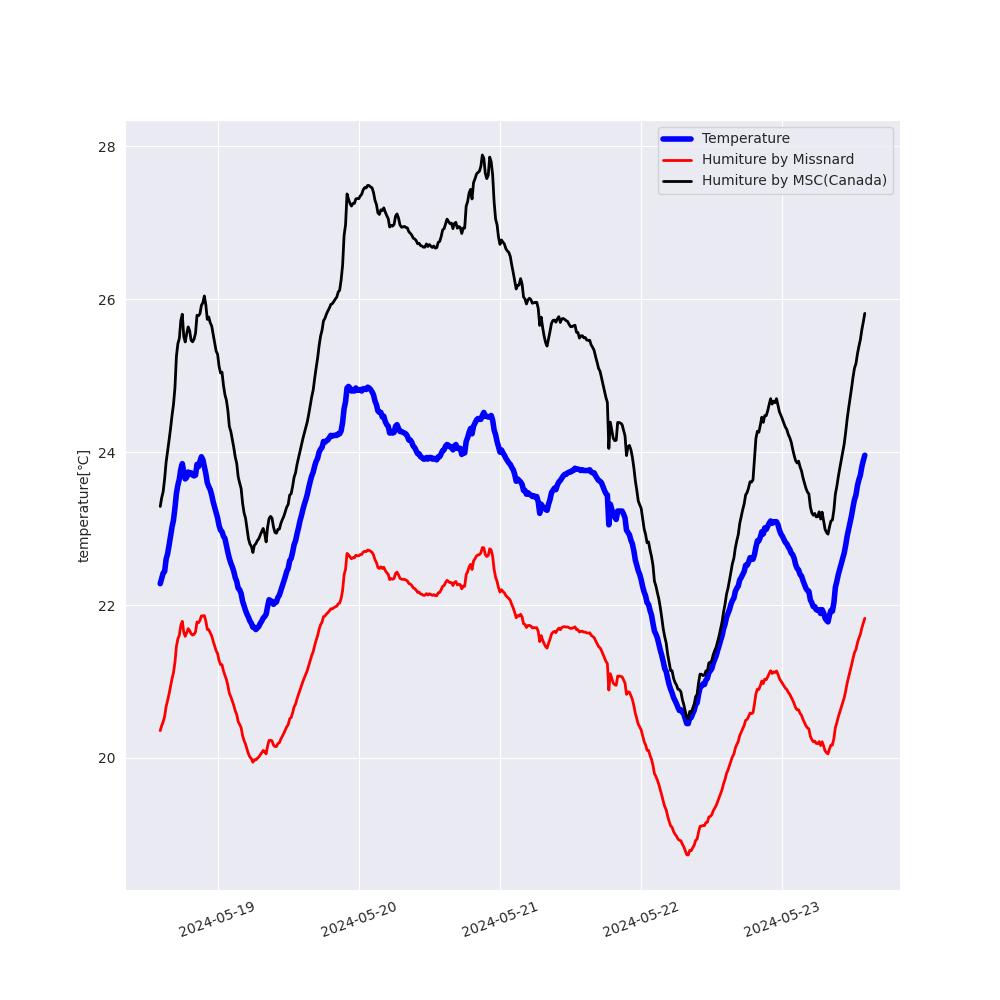 Temperature
Humiture by Missnard
Humiture by MSC(Canada)
28
26
24
22
20
temperature[℃]
2024-05-19
2024-05-20
2024-05-21
2024-05-22
2024-05-23